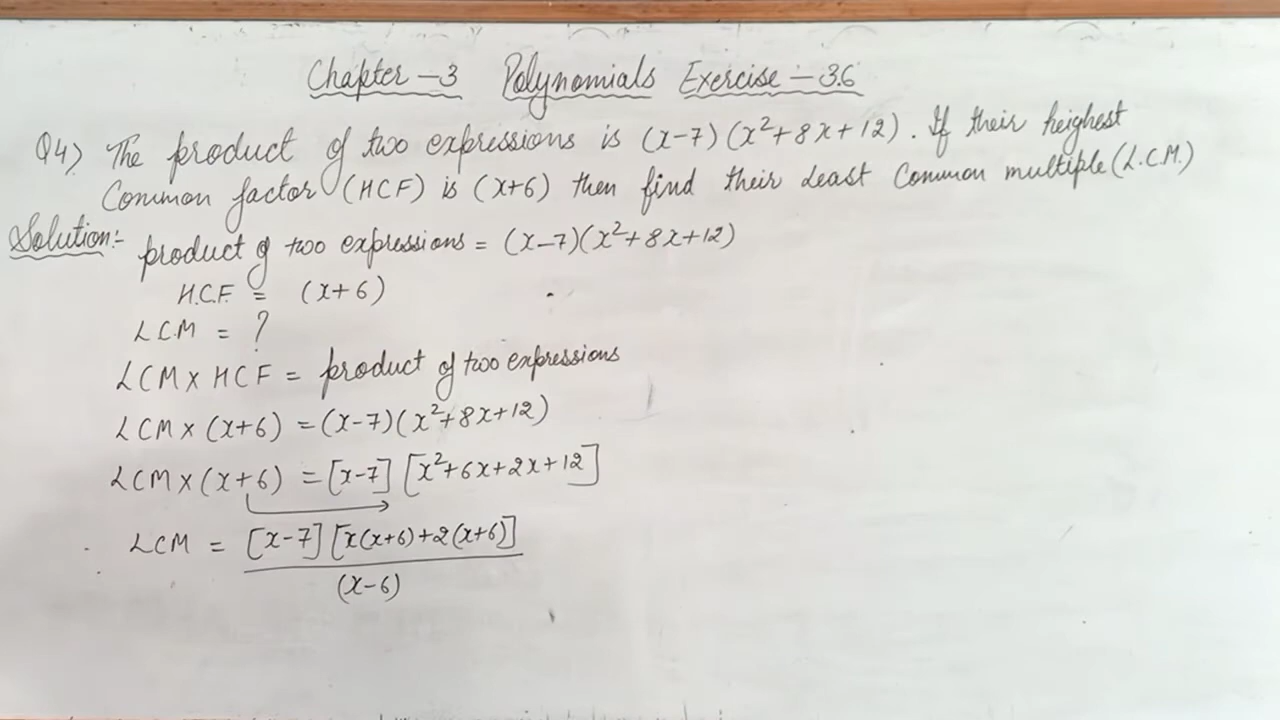 Chapter - 3 Polynomials Exercise - 3.6
Q4) The product of two expressions is (x-7)(x²+8x+12). If their heighest
Common factor (HCF) is (x+6) then find their Least Common multiple (L.C.M.)
Solution:- product of two expressions = (x-7)(x²+8x+12)
H.C.F. = (x+6)
LC.M = ?
LCM x HCF = product of two expressions
LCM x (x+6) = (x-7)(x²+8x+12)
LCM x (x+6) = [x-7] [x²+6x+2x+12]
LCM = [x-7] [x(x+6)+2(x+6)]
(x-6)